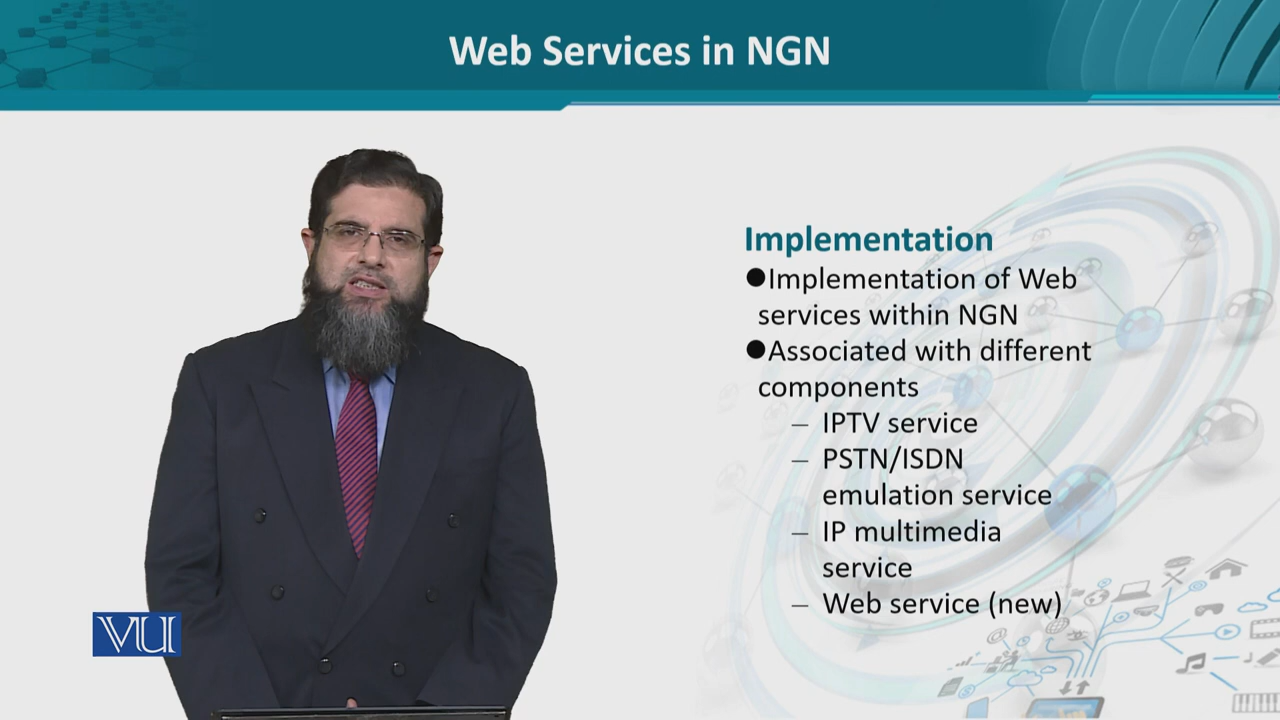 Web Services in NGN
Implementation
●Implementation of Web
services within NGN
●Associated with different
components
– IPTV service
– PSTN/ISDN
emulation service
– IP multimedia
service
– Web service (new)
VU